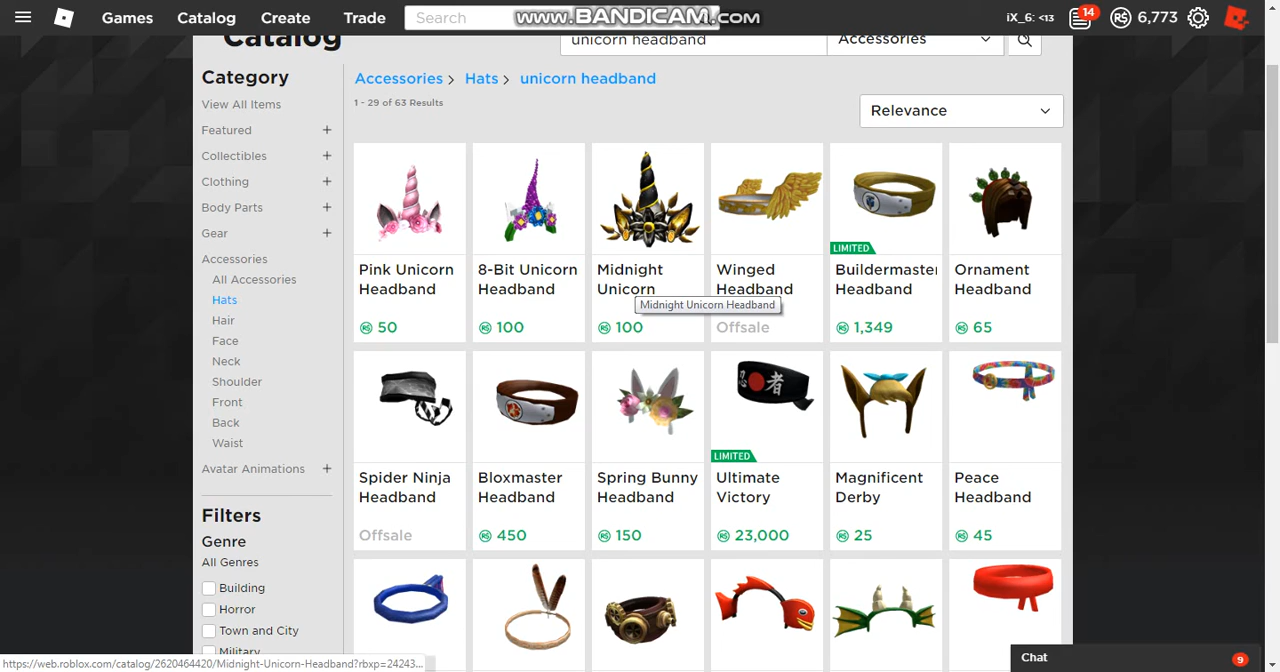 Games Catalog Create Trade Search www.BANDICAM.com iX_6: <13 14 6,773
Catalog unicorn headband Accessories
Category
View All Items
Featured +
Collectibles +
Clothing +
Body Parts +
Gear +
Accessories
All Accessories
Hats
Hair
Face
Neck
Shoulder
Front
Back
Waist
Avatar Animations +
Filters
Genre
All Genres
Building
Horror
Town and City
Military
Accessories > Hats > unicorn headband
1 - 29 of 63 Results
Relevance
Pink Unicorn
Headband
50
8-Bit Unicorn
Headband
100
Midnight
Unicorn
Midnight Unicorn Headband
100
Winged
Headband
Offsale
LIMITED
Buildermaster
Headband
1,349
Ornament
Headband
65
Spider Ninja
Headband
Offsale
Bloxmaster
Headband
450
Spring Bunny
Headband
150
忍 者
LIMITED
Ultimate
Victory
23,000
Magnificent
Derby
25
Peace
Headband
45
Chat 9
https://web.roblox.com/catalog/2620464420/Midnight-Unicorn-Headband?rbxp=24243...